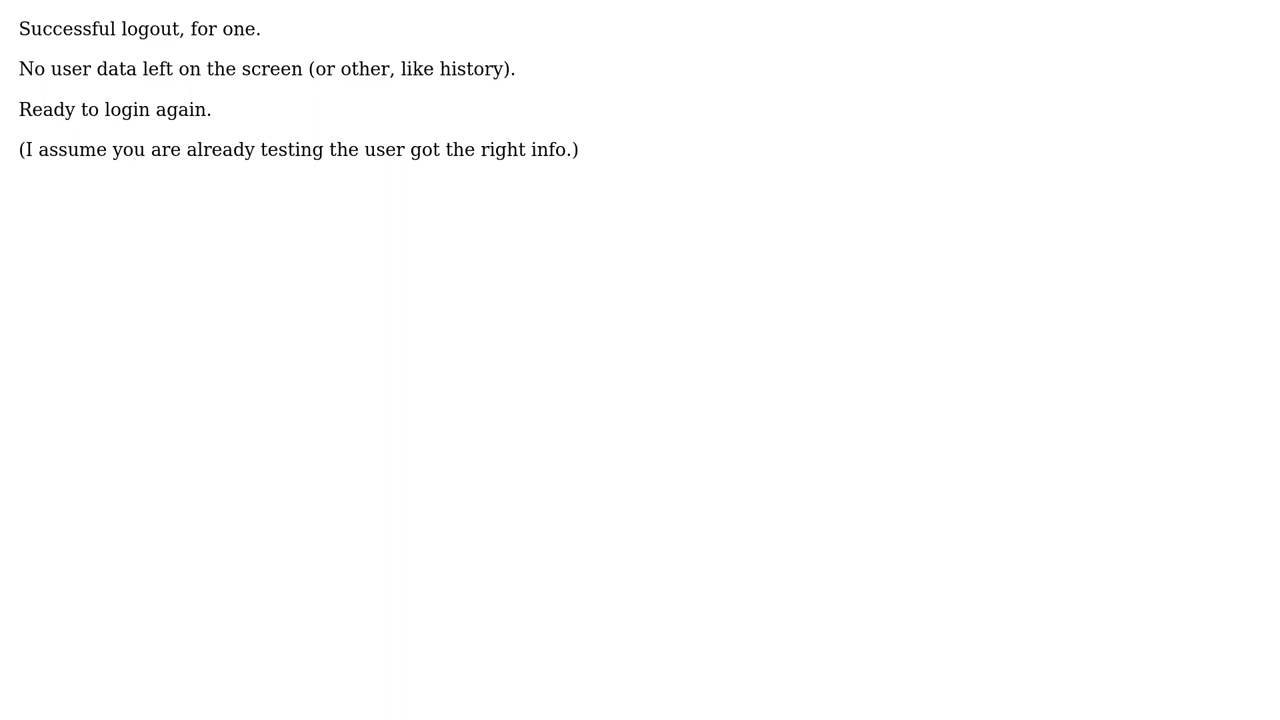 Successful logout, for one.
No user data left on the screen (or other, like history).
Ready to login again.
(I assume you are already testing the user got the right info.)